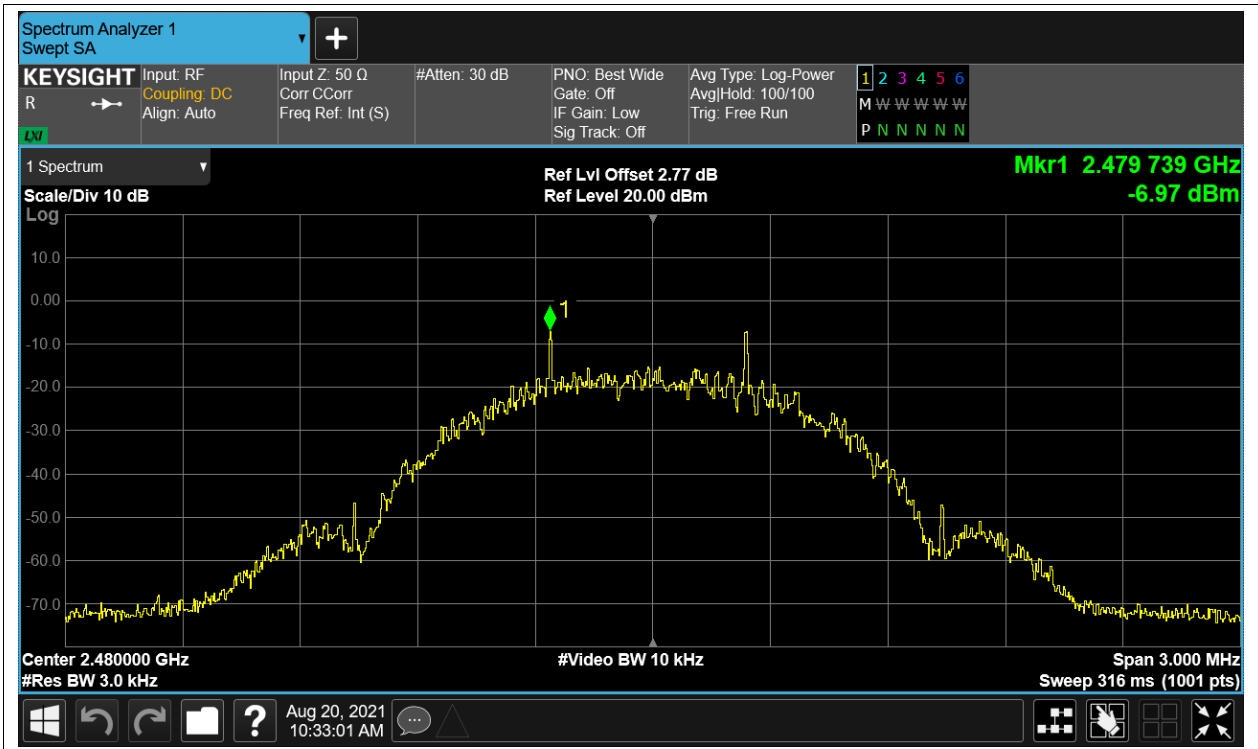 Spectrum Analyzer 1
Swept SA
KEYSIGHT
R
LXI
Input: RF
Coupling: DC
Align: Auto
Input Z: 50 Ω
Corr CCorr
Freq Ref: Int (S)
#Atten: 30 dB
PNO: Best Wide
Gate: Off
IF Gain: Low
Sig Track: Off
Avg Type: Log-Power
Avg|Hold: 100/100
Trig: Free Run
1 2 3 4 5 6
M W W W W W
P N N N N N
1 Spectrum
Scale/Div 10 dB
Log
Ref Lvl Offset 2.77 dB
Ref Level 20.00 dBm
Mkr1 2.479 739 GHz
-6.97 dBm
10.0
0.00
1
-10.0
-20.0
-30.0
-40.0
-50.0
-60.0
-70.0
Center 2.480000 GHz
#Video BW 10 kHz
Span 3.000 MHz
#Res BW 3.0 kHz
Sweep 316 ms (1001 pts)
?
Aug 20, 2021
10:33:01 AM